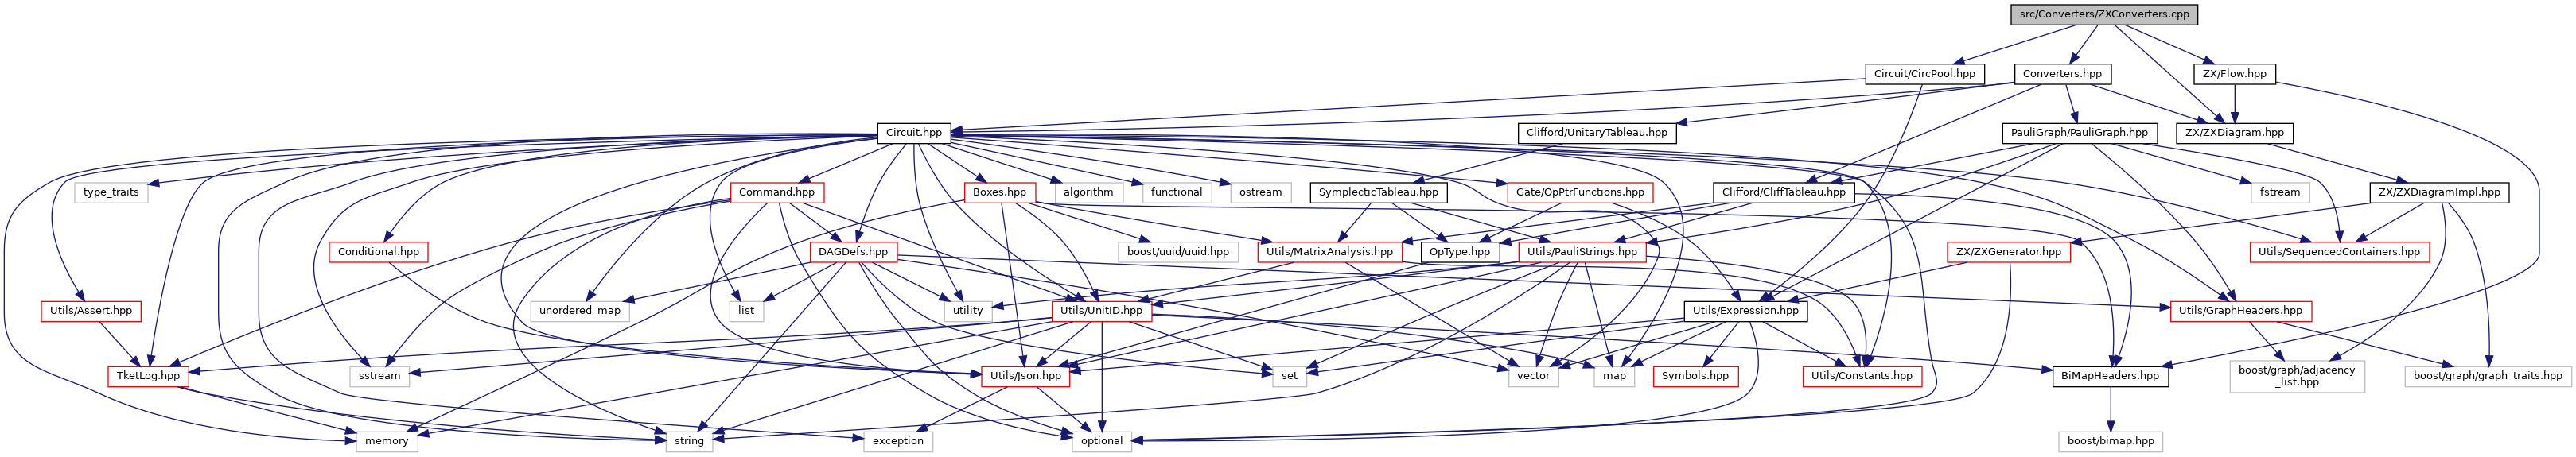 src/Converters/ZXConverters.cpp
Circuit/CircPool.hpp
Converters.hpp
ZX/Flow.hpp
Circuit.hpp
Clifford/UnitaryTableau.hpp
PauliGraph/PauliGraph.hpp
ZX/ZXDiagram.hpp
type_traits
Command.hpp
Boxes.hpp
algorithm
functional
ostream
SymplecticTableau.hpp
Gate/OpPtrFunctions.hpp
Clifford/CliffTableau.hpp
fstream
ZX/ZXDiagramImpl.hpp
Conditional.hpp
DAGDefs.hpp
boost/uuid/uuid.hpp
Utils/MatrixAnalysis.hpp
OpType.hpp
Utils/PauliStrings.hpp
ZX/ZXGenerator.hpp
Utils/SequencedContainers.hpp
Utils/Assert.hpp
unordered_map
list
utility
Utils/UnitID.hpp
Utils/Expression.hpp
Utils/GraphHeaders.hpp
TketLog.hpp
sstream
Utils/Json.hpp
set
vector
map
Symbols.hpp
Utils/Constants.hpp
BiMapHeaders.hpp
boost/graph/adjacency
_list.hpp
boost/graph/graph_traits.hpp
memory
string
exception
optional
boost/bimap.hpp